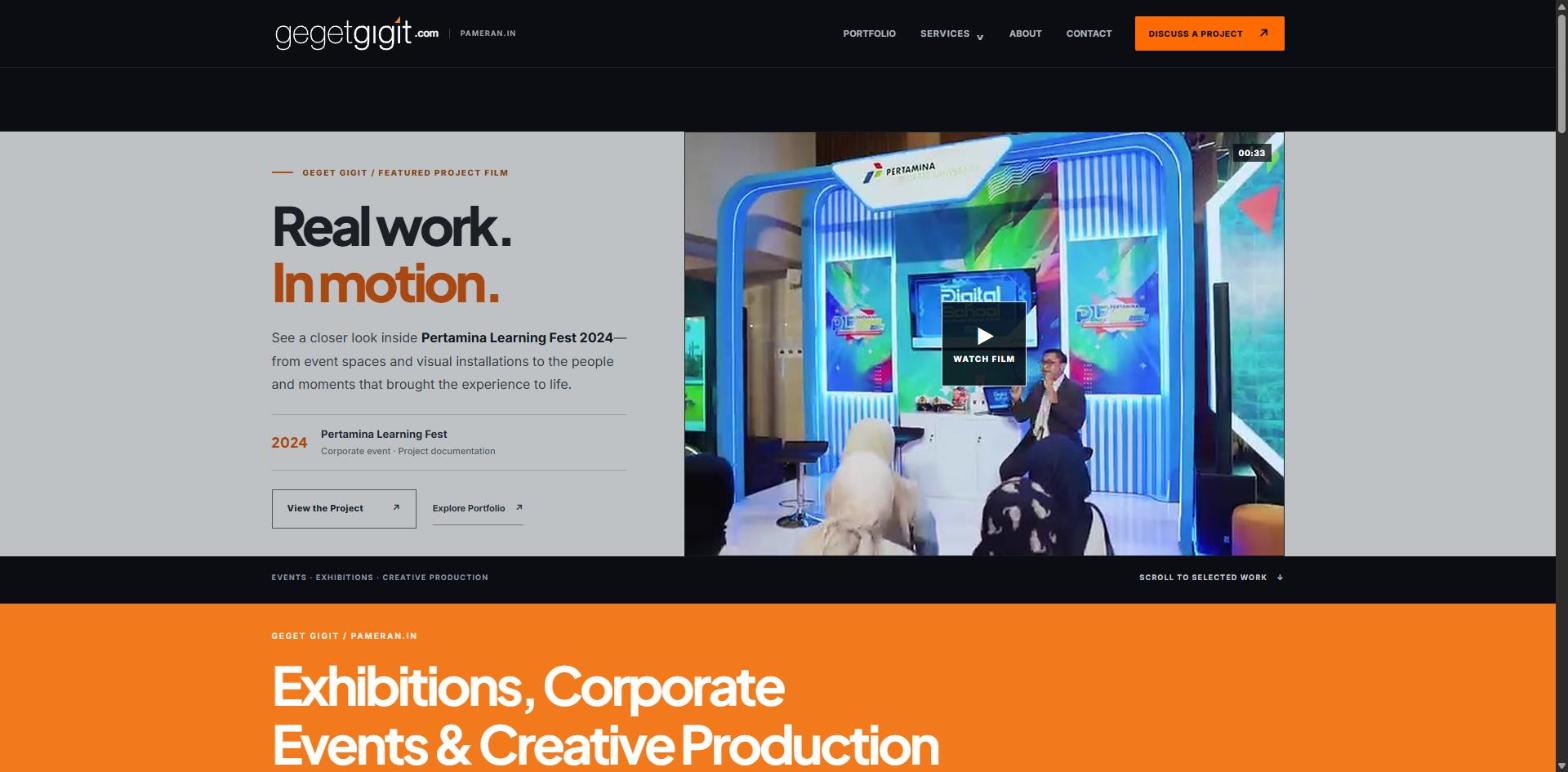 gegetgigit.com | PAMERAN.IN
PORTFOLIO SERVICES ABOUT CONTACT DISCUSS A PROJECT ↗
GEGET GIGIT / FEATURED PROJECT FILM
Real work.
In motion.
See a closer look inside Pertamina Learning Fest 2024—
from event spaces and visual installations to the people
and moments that brought the experience to life.
2024
Pertamina Learning Fest
Corporate event · Project documentation
View the Project ↗
Explore Portfolio ↗
00:33
PERTAMINA
Digital
School
WATCH FILM
EVENTS · EXHIBITIONS · CREATIVE PRODUCTION
SCROLL TO SELECTED WORK ↓
GEGET GIGIT / PAMERAN.IN
Exhibitions, Corporate
Events & Creative Production